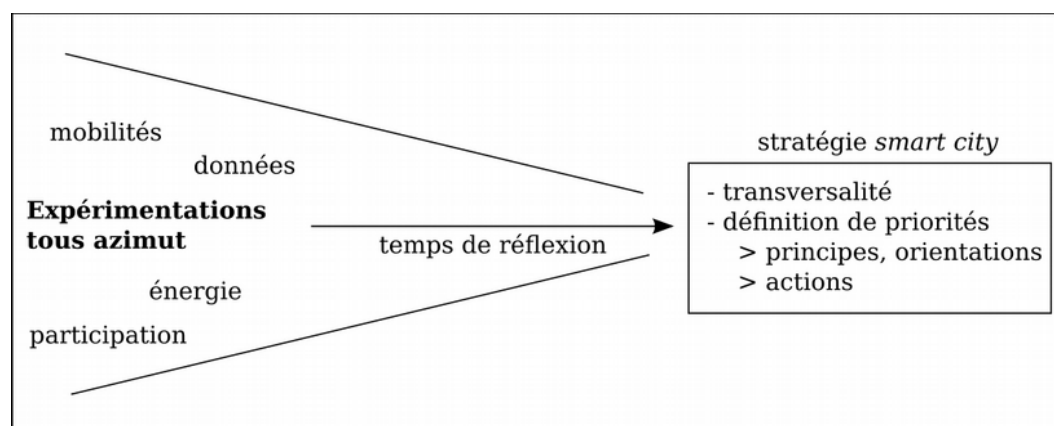 mobilités
données
Expérimentations
tous azimut
énergie
participation
temps de réflexion
stratégie smart city
- transversalité
- définition de priorités
> principes, orientations
> actions